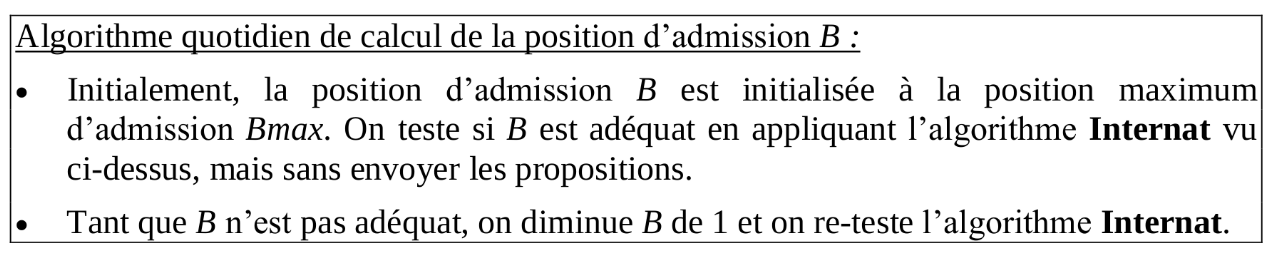 Algorithme quotidien de calcul de la position d’admission B :
• Initialement, la position d’admission B est initialisée à la position maximum
d’admission Bmax. On teste si B est adéquat en appliquant l’algorithme Internat vu
ci-dessus, mais sans envoyer les propositions.
• Tant que B n’est pas adéquat, on diminue B de 1 et on re-teste l’algorithme Internat.